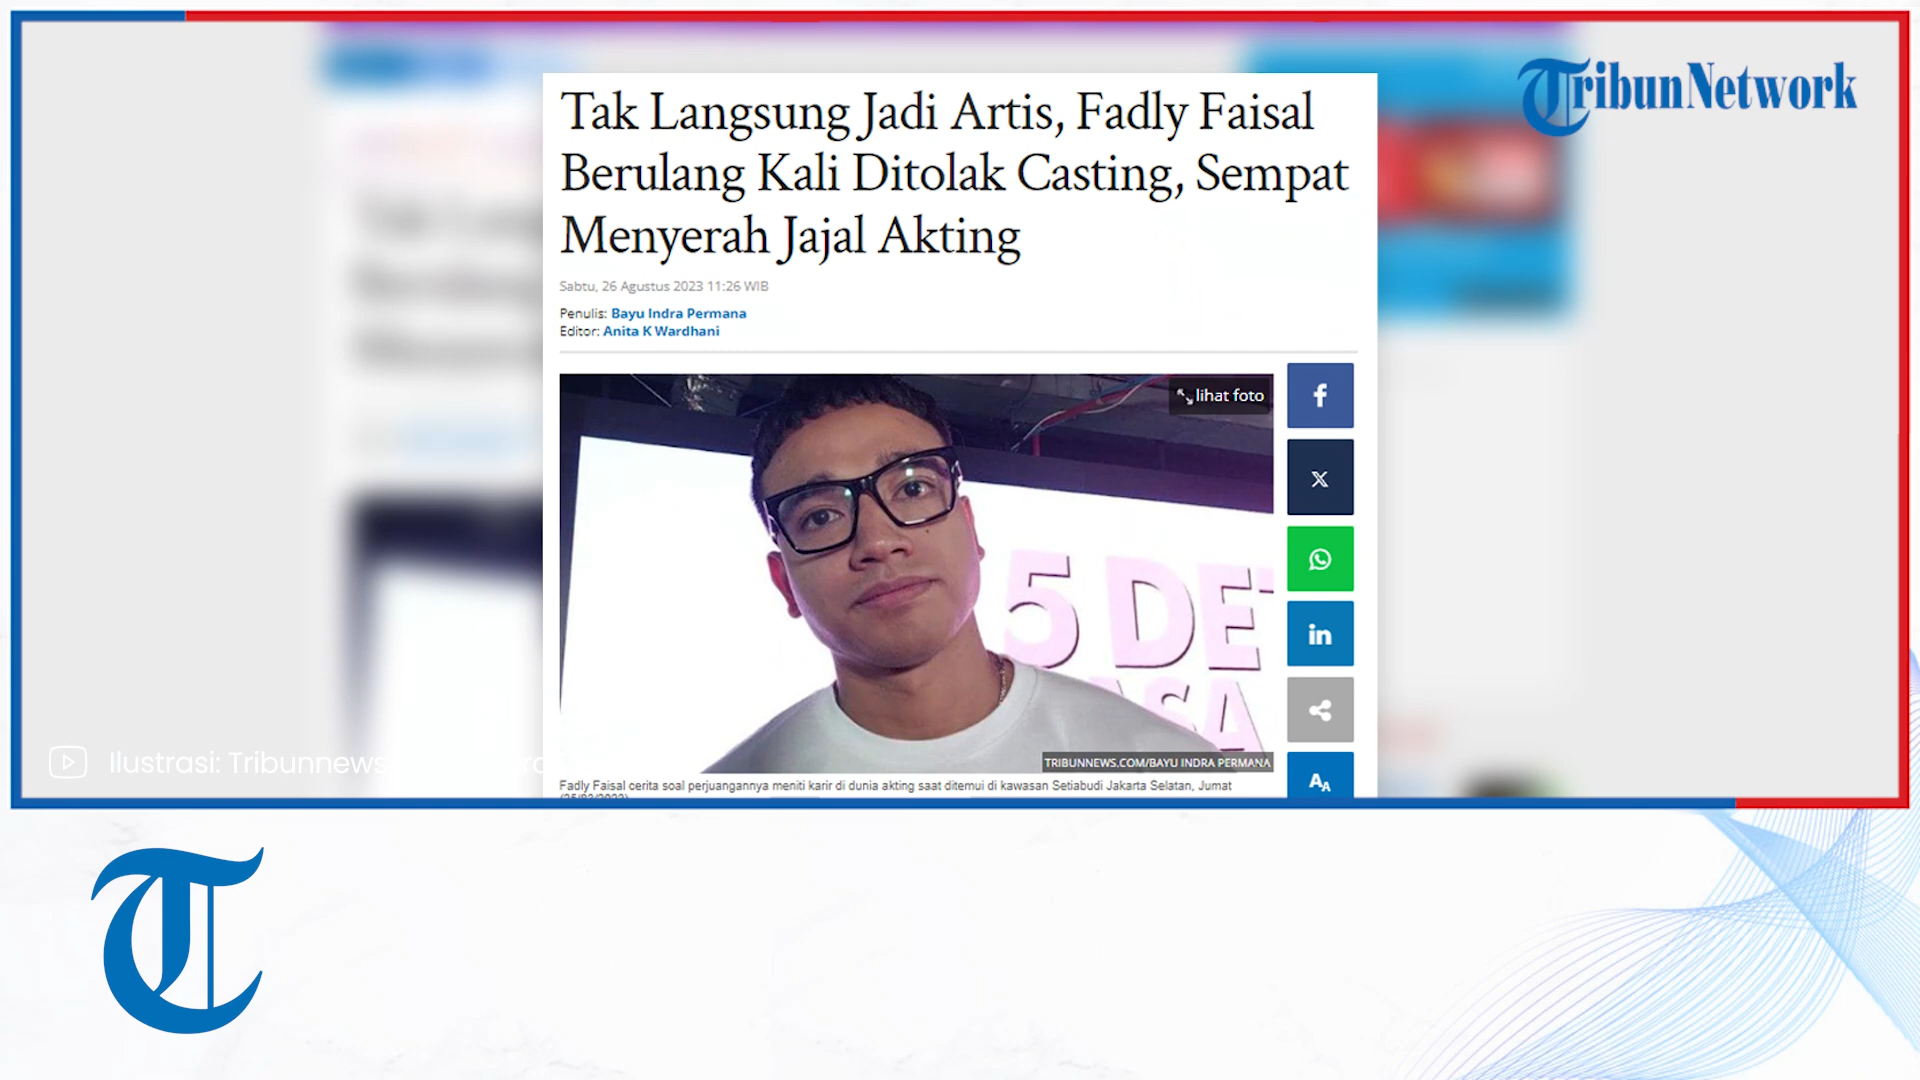 TribunNetwork
Tak Langsung Jadi Artis, Fadly Faisal
Berulang Kali Ditolak Casting, Sempat
Menyerah Jajal Akting
Sabtu, 26 Agustus 2023 11:26 WIB
Penulis: Bayu Indra Permana
Editor: Anita K Wardhani
lihat foto
5 DE
SA
TRIBUNNEWS.COM/BAYU INDRA PERMANA
Ilustrasi: Tribunnews
Fadly Faisal cerita soal perjuangannya meniti karir di dunia akting saat ditemui di kawasan Setiabudi Jakarta Selatan, Jumat
f
X
in
AA
T